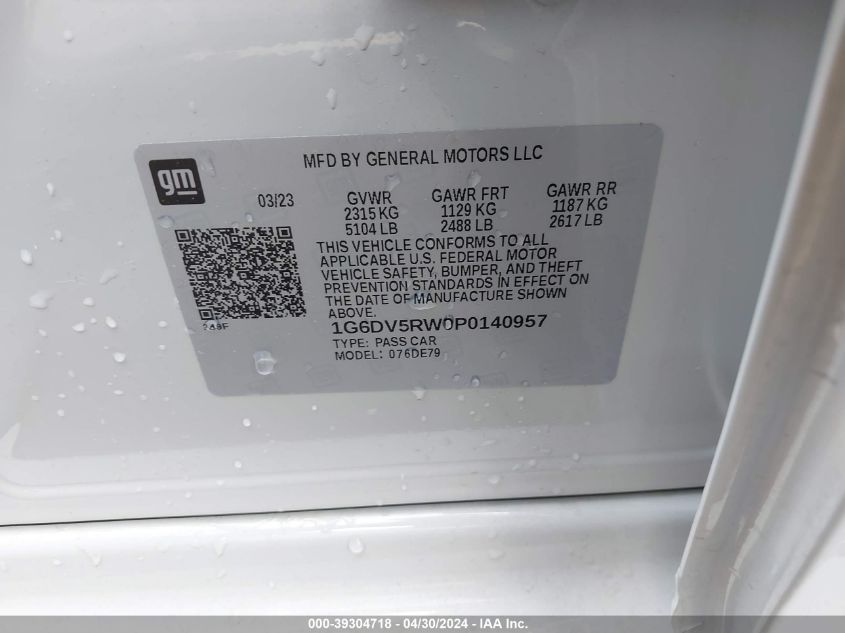 gm
MFD BY GENERAL MOTORS LLC
03/23
GVWR
2315 KG
5104 LB
GAWR FRT
1129 KG
2488 LB
GAWR RR
1187 KG
2617 LB
THIS VEHICLE CONFORMS TO ALL
APPLICABLE U.S. FEDERAL MOTOR
VEHICLE SAFETY, BUMPER, AND THEFT
PREVENTION STANDARDS IN EFFECT ON
THE DATE OF MANUFACTURE SHOWN
ABOVE.
1G6DV5RW0P0140957
TYPE: PASS CAR
MODEL: 076DE79
000-39304718 - 04/30/2024 - IAA Inc.